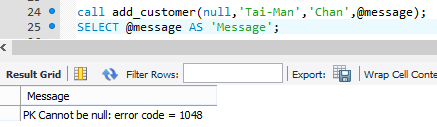 24 call add_customer(null,'Tai-Man','Chan',@message);
25 SELECT @message AS 'Message';
Result Grid Filter Rows: Export: Wrap Cell Conte
Message
PK Cannot be null: error code = 1048